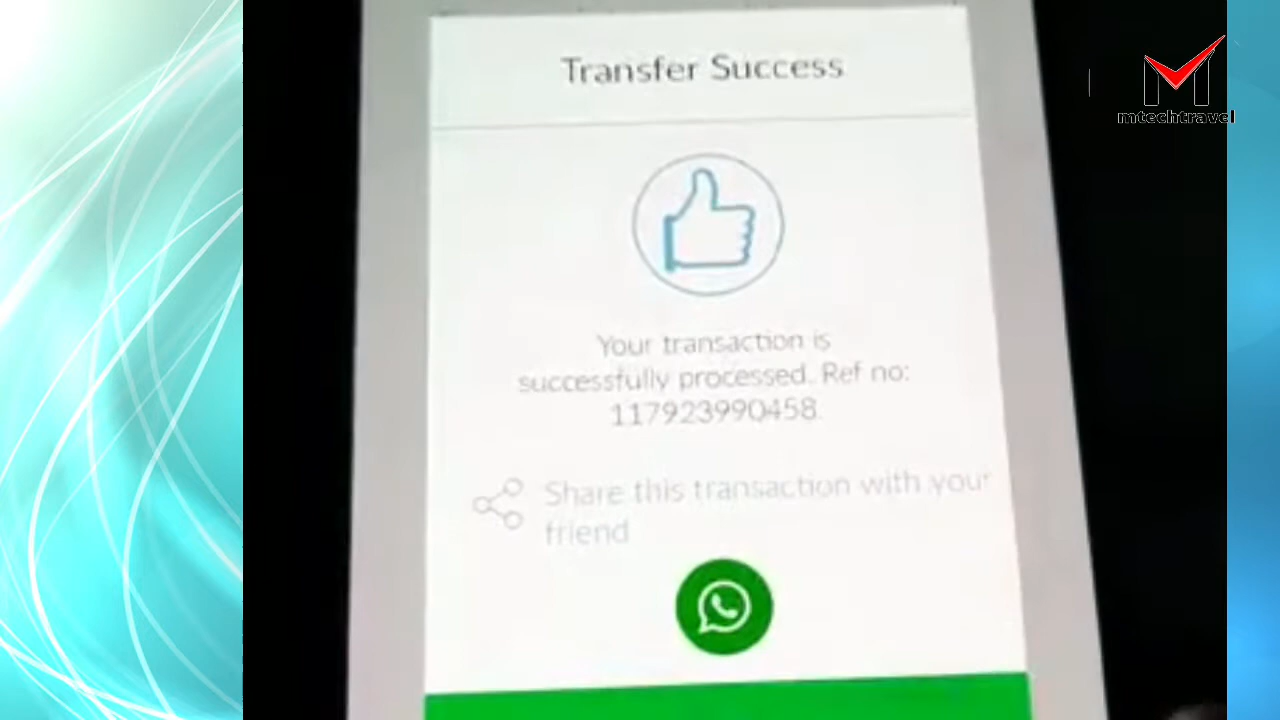 Transfer Success
mtechtravel
Your transaction is
successfully processed. Ref no:
117923990458
Share this transaction with your
friend